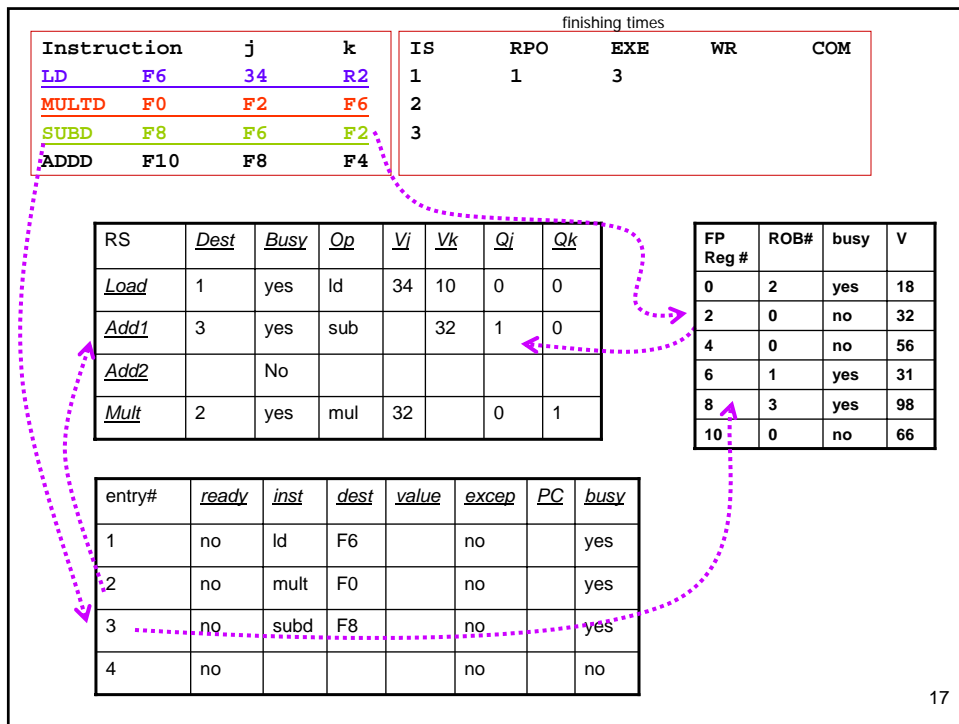 finishing times
Instruction j k IS RPO EXE WR COM
LD F6 34 R2 1 1 3
MULTD F0 F2 F6 2
SUBD F8 F6 F2 3
ADDD F10 F8 F4
RS Dest Busy Op Vj Vk Qj Qk
Load 1 yes ld 34 10 0 0
Add1 3 yes sub 32 1 0
Add2 No
Mult 2 yes mul 32 0 1
FP Reg # ROB# busy V
0 2 yes 18
2 0 no 32
4 0 no 56
6 1 yes 31
8 3 yes 98
10 0 no 66
entry# ready inst dest value excep PC busy
1 no ld F6 no yes
2 no mult F0 no yes
3 no subd F8 no yes
4 no no no
17